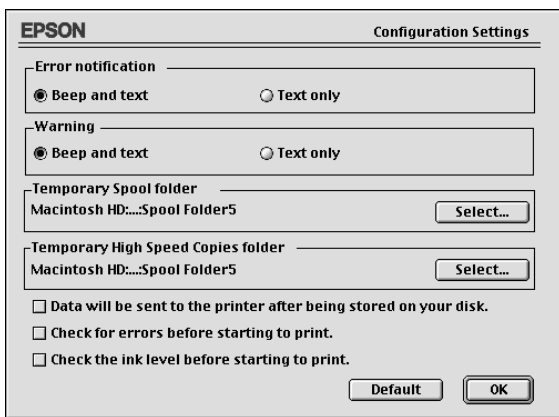 EPSON Configuration Settings
Error notification
Beep and text Text only
Warning
Beep and text Text only
Temporary Spool folder
Macintosh HD:...:Spool Folder5 Select...
Temporary High Speed Copies folder
Macintosh HD:...:Spool Folder5 Select...
Data will be sent to the printer after being stored on your disk.
Check for errors before starting to print.
Check the ink level before starting to print.
Default OK